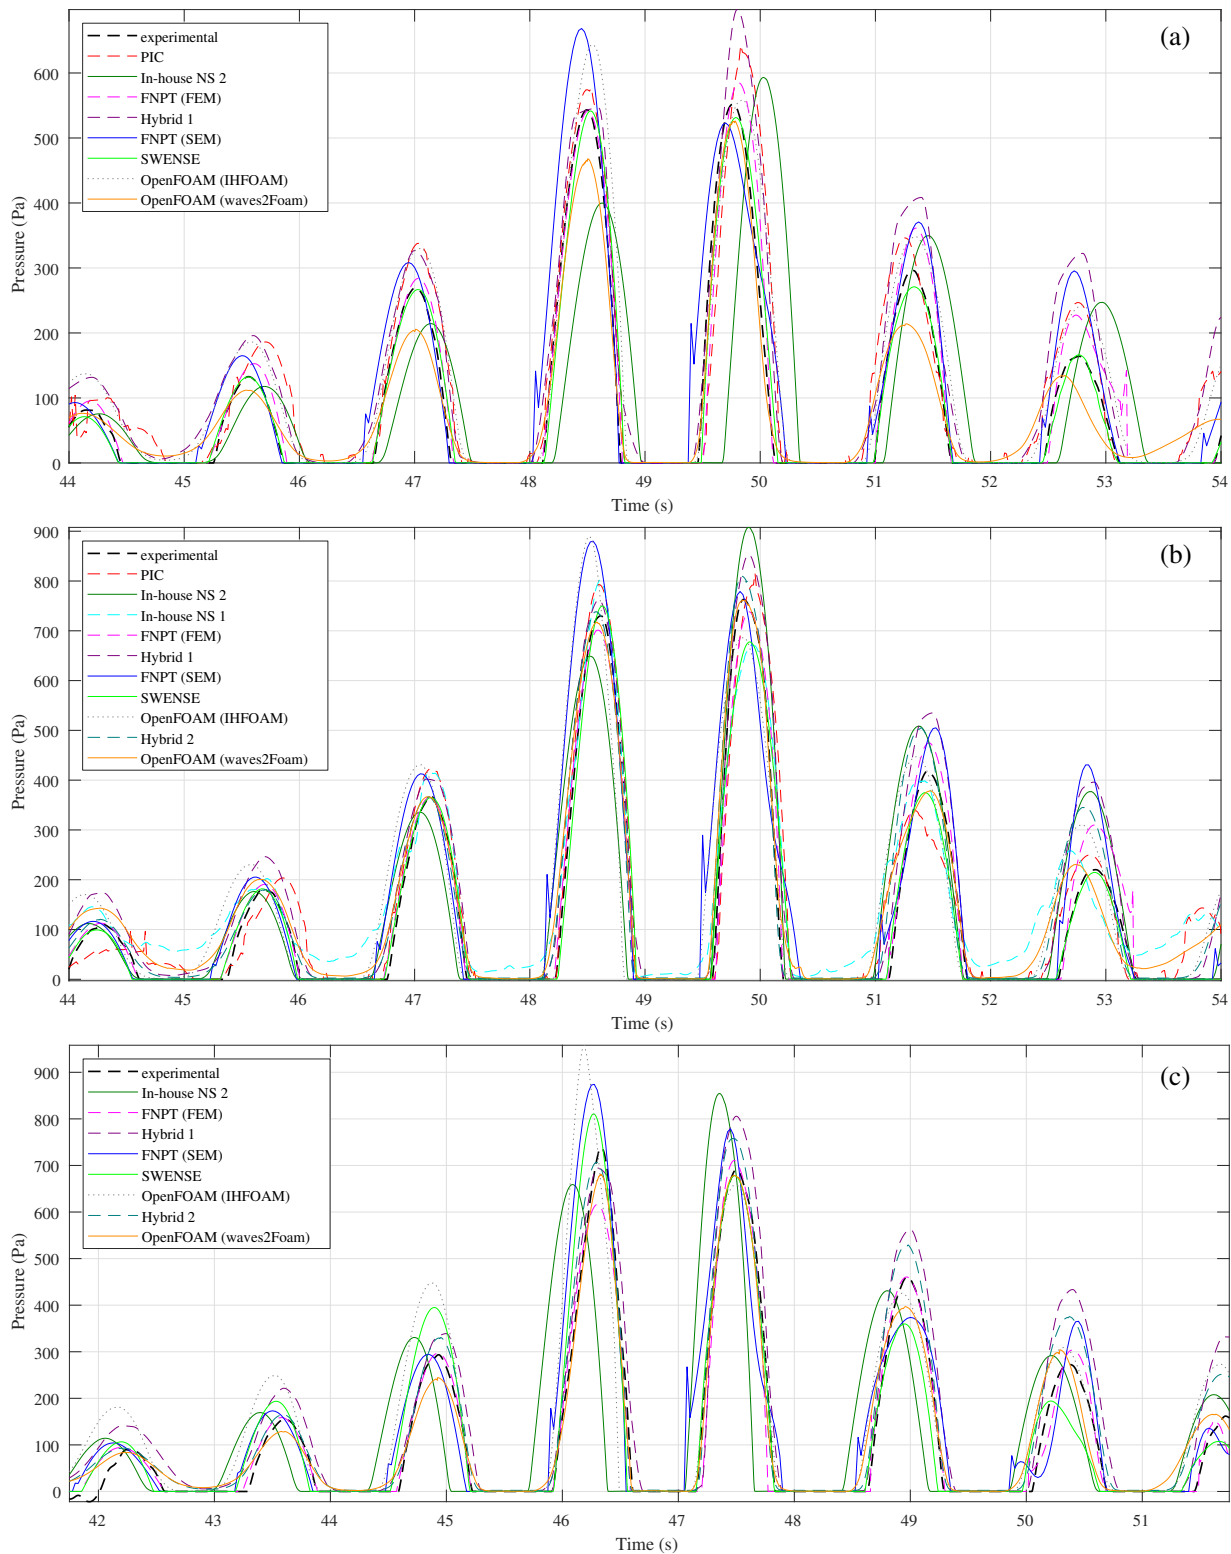 (a)
experimental
PIC
In-house NS 2
FNPT (FEM)
Hybrid 1
FNPT (SEM)
SWENSE
OpenFOAM (IHFOAM)
OpenFOAM (waves2Foam)
600
500
400
300
200
100
0
Pressure (Pa)
44 45 46 47 48 49 50 51 52 53 54
Time (s)
(b)
experimental
PIC
In-house NS 2
In-house NS 1
FNPT (FEM)
Hybrid 1
FNPT (SEM)
SWENSE
OpenFOAM (IHFOAM)
Hybrid 2
OpenFOAM (waves2Foam)
900
800
700
600
500
400
300
200
100
0
Pressure (Pa)
44 45 46 47 48 49 50 51 52 53 54
Time (s)
(c)
experimental
In-house NS 2
FNPT (FEM)
Hybrid 1
FNPT (SEM)
SWENSE
OpenFOAM (IHFOAM)
Hybrid 2
OpenFOAM (waves2Foam)
900
800
700
600
500
400
300
200
100
0
Pressure (Pa)
42 43 44 45 46 47 48 49 50 51
Time (s)